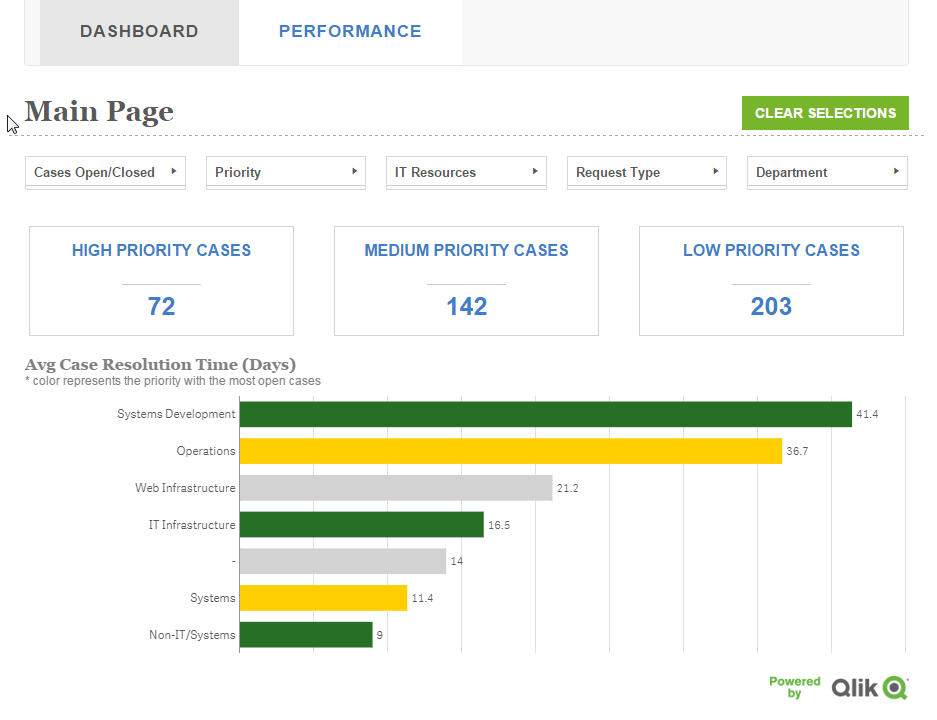 DASHBOARD PERFORMANCE
Main Page
CLEAR SELECTIONS
Cases Open/Closed Priority IT Resources Request Type Department
HIGH PRIORITY CASES MEDIUM PRIORITY CASES LOW PRIORITY CASES
72 142 203
Avg Case Resolution Time (Days)
* color represents the priority with the most open cases
Systems Development 41.4
Operations 36.7
Web Infrastructure 21.2
IT Infrastructure 16.5
- 14
Systems 11.4
Non-IT/Systems 9
Powered
by
Qlik